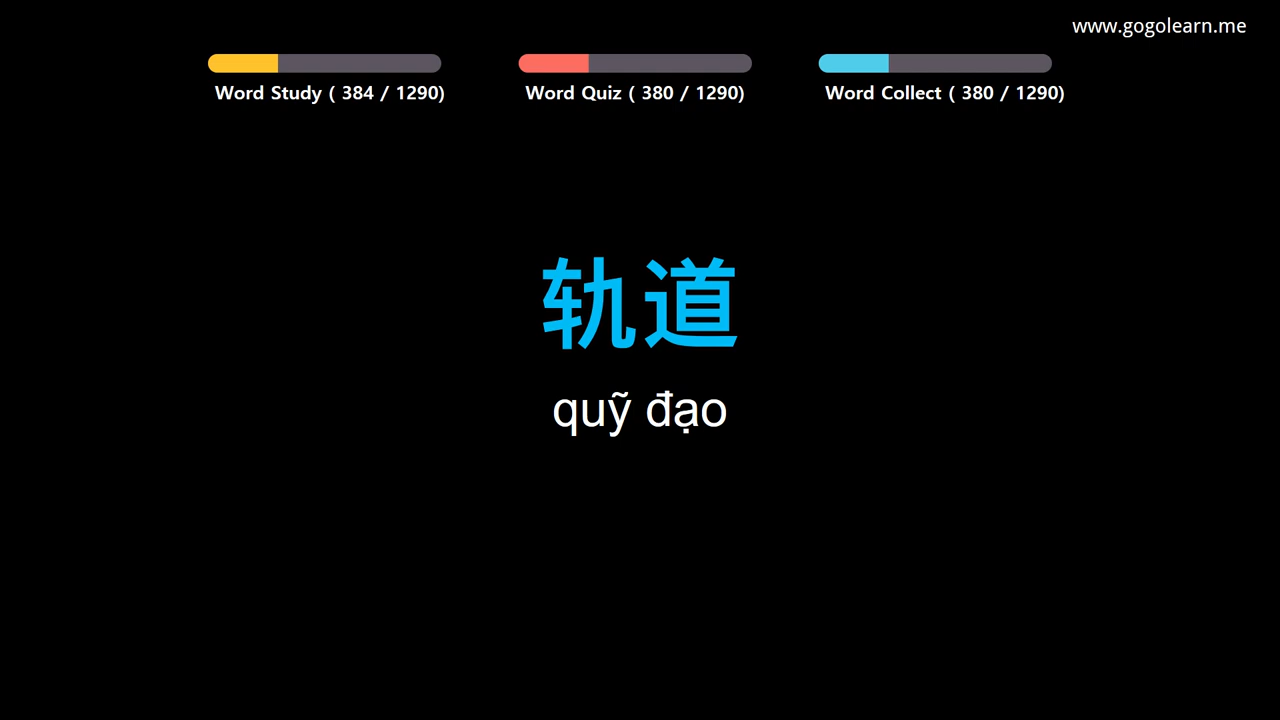 www.gogolearn.me
Word Study ( 384 / 1290)
Word Quiz ( 380 / 1290)
Word Collect ( 380 / 1290)
轨道
quỹ đạo